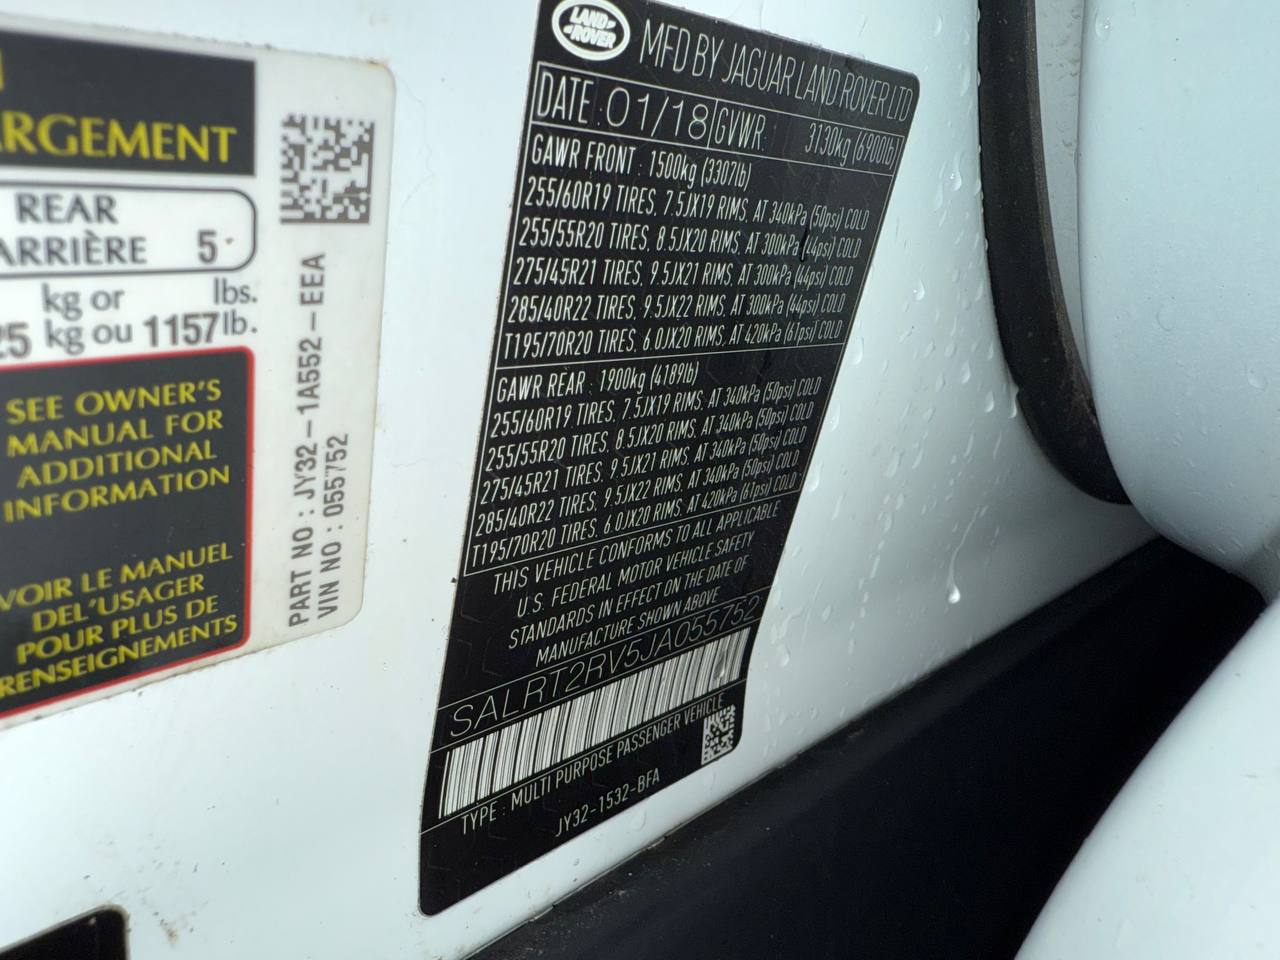 ARGEMENT
REAR
ARRIÈRE 5
kg or lbs.
25 kg ou 1157 lb.
SEE OWNER'S
MANUAL FOR
ADDITIONAL
INFORMATION
VOIR LE MANUEL
DEL'USAGER
POUR PLUS DE
RENSEIGNEMENTS
PART NO : JY32-1A552-EEA
VIN NO : 055752
LAND
ROVER
MFD BY JAGUAR LAND ROVER LTD
DATE: 01/18 GVWR: 3130kg (6900lb)
GAWR FRONT : 1500kg (3307lb)
255/60R19 TIRES, 7.5JX19 RIMS, AT 340kPa (50psi) COLD
255/55R20 TIRES, 8.5JX20 RIMS, AT 300kPa (44psi) COLD
275/45R21 TIRES, 9.5JX21 RIMS, AT 300kPa (44psi) COLD
285/40R22 TIRES, 9.5JX22 RIMS, AT 300kPa (44psi) COLD
T195/70R20 TIRES, 6.0JX20 RIMS, AT 420kPa (61psi) COLD
GAWR REAR : 1900kg (4189lb)
255/60R19 TIRES, 7.5JX19 RIMS, AT 340kPa (50psi) COLD
255/55R20 TIRES, 8.5JX20 RIMS, AT 340kPa (50psi) COLD
275/45R21 TIRES, 9.5JX21 RIMS, AT 340kPa (50psi) COLD
285/40R22 TIRES, 9.5JX22 RIMS, AT 340kPa (50psi) COLD
T195/70R20 TIRES, 6.0JX20 RIMS, AT 420kPa (61psi) COLD
THIS VEHICLE CONFORMS TO ALL APPLICABLE
U.S. FEDERAL MOTOR VEHICLE SAFETY
STANDARDS IN EFFECT ON THE DATE OF
MANUFACTURE SHOWN ABOVE
SALRT2RV5JA055752
TYPE : MULTI PURPOSE PASSENGER VEHICLE
JY32-1532-BFA